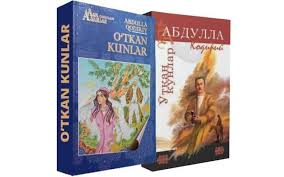 O'TKAN KUNLAR
ABDULLA
QODIRIY
O'TKAN
KUNLAR
АБДУЛЛА
Қодирий
Ўткан
кунлар